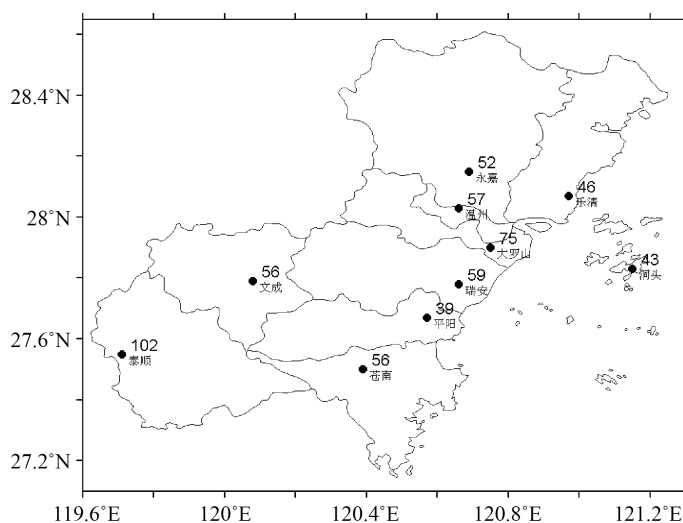 28.4°N
28°N
27.6°N
27.2°N
52
永嘉
57
温州
46
乐清
75
大罗山
43
洞头
56
文成
59
瑞安
39
平阳
102
泰顺
56
苍南
119.6°E
120°E
120.4°E
120.8°E
121.2°E